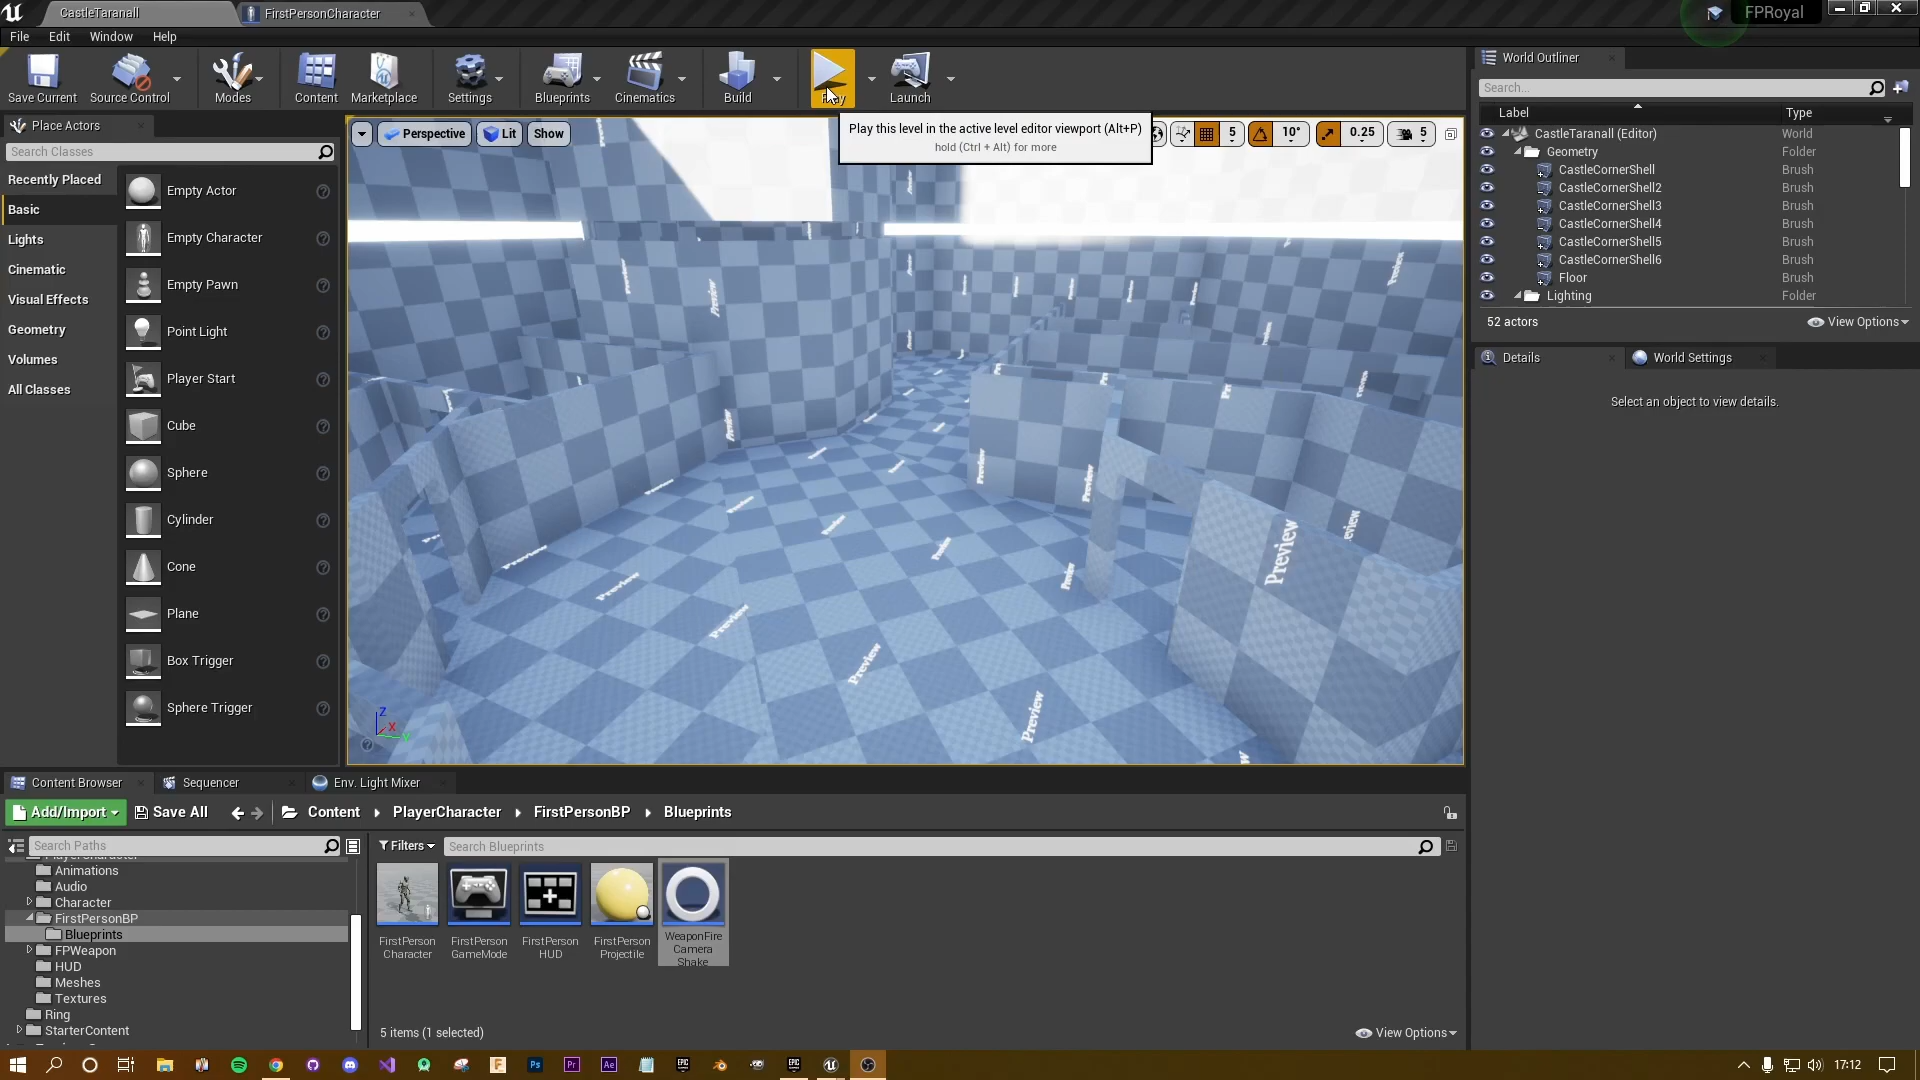 CastleTaranall
FirstPersonCharacter
FPRoyal
File
Edit
Window
Help
Save Current
Source Control
Modes
Content
Marketplace
Settings
Blueprints
Cinematics
Build
Play
Launch
Play this level in the active level editor viewport (Alt+P)
hold (Ctrl + Alt) for more
Place Actors
Search Classes
Recently Placed
Basic
Lights
Cinematic
Visual Effects
Geometry
Volumes
All Classes
Empty Actor
Empty Character
Empty Pawn
Point Light
Player Start
Cube
Sphere
Cylinder
Cone
Plane
Box Trigger
Sphere Trigger
Perspective
Lit
Show
5
10°
0.25
5
Preview
Preview
Preview
Preview
Preview
Preview
Z
X
Y
World Outliner
Search...
Label
Type
CastleTaranall (Editor)
World
Geometry
Folder
CastleCornerShell
Brush
CastleCornerShell2
Brush
CastleCornerShell3
Brush
CastleCornerShell4
Brush
CastleCornerShell5
Brush
CastleCornerShell6
Brush
Floor
Brush
Lighting
Folder
52 actors
View Options
Details
World Settings
Select an object to view details.
Content Browser
Sequencer
Env. Light Mixer
Add/Import
Save All
Content
PlayerCharacter
FirstPersonBP
Blueprints
Search Paths
Filters
Search Blueprints
PlayerCharacter
Animations
Audio
Character
FirstPersonBP
Blueprints
FPWeapon
HUD
Meshes
Textures
Ring
StarterContent
FirstPerson
Character
FirstPerson
GameMode
FirstPerson
HUD
FirstPerson
Projectile
WeaponFire
Camera
Shake
5 items (1 selected)
View Options
17:12